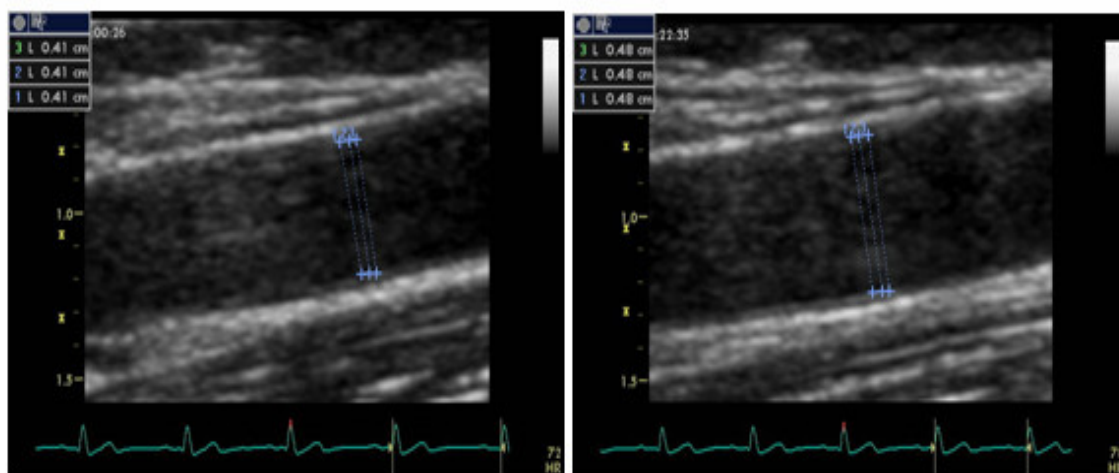 00:26
3 L 0.41 cm
2 L 0.41 cm
1 L 0.41 cm
1.0
1.5
72
HR
22:35
3 L 0.48 cm
2 L 0.48 cm
1 L 0.48 cm
1.0
1.5
HR